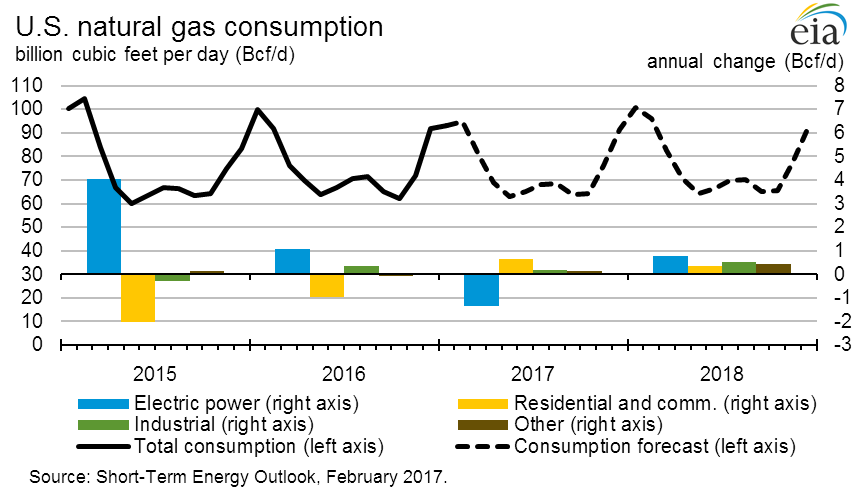 U.S. natural gas consumption
billion cubic feet per day (Bcf/d)
eia
annual change (Bcf/d)
110 8
100 7
90 6
80 5
70 4
60 3
50 2
40 1
30 0
20 -1
10 -2
0 -3
2015 2016 2017 2018
Electric power (right axis) Residential and comm. (right axis)
Industrial (right axis) Other (right axis)
Total consumption (left axis) Consumption forecast (left axis)
Source: Short-Term Energy Outlook, February 2017.